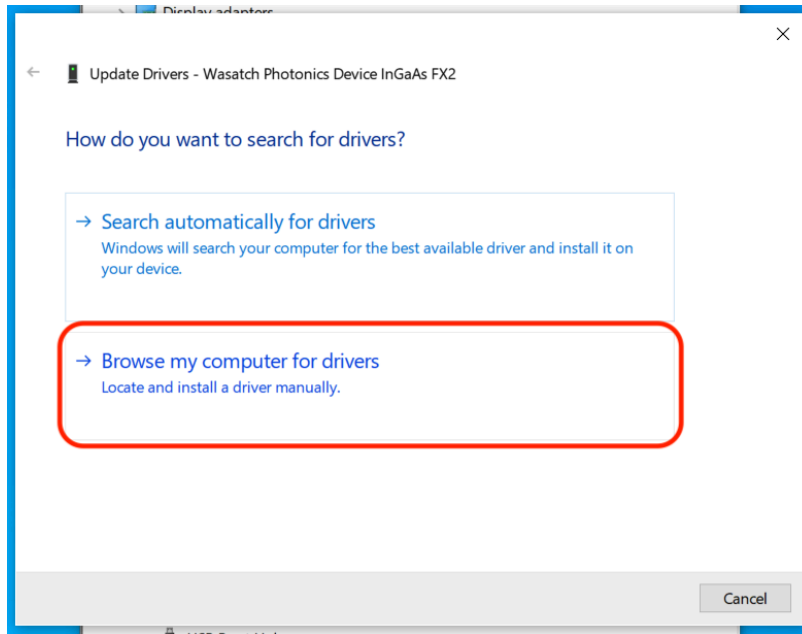 Display adapters
Update Drivers - Wasatch Photonics Device InGaAs FX2
How do you want to search for drivers?
Search automatically for drivers
Windows will search your computer for the best available driver and install it on
your device.
Browse my computer for drivers
Locate and install a driver manually.
Cancel